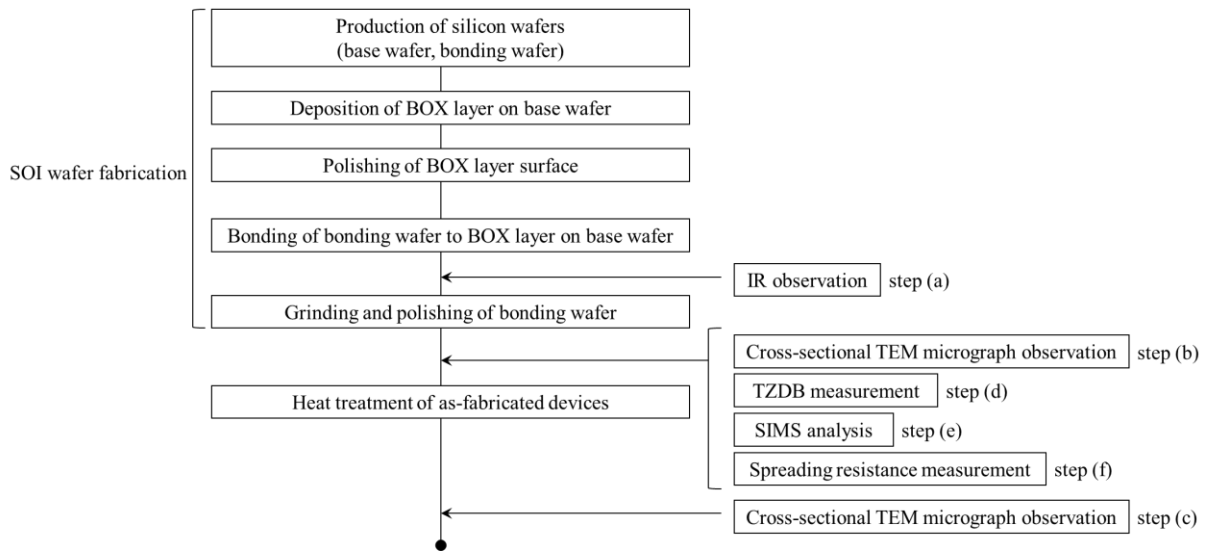 Production of silicon wafers
(base wafer, bonding wafer)
Deposition of BOX layer on base wafer
SOI wafer fabrication
Polishing of BOX layer surface
Bonding of bonding wafer to BOX layer on base wafer
IR observation step (a)
Grinding and polishing of bonding wafer
Cross-sectional TEM micrograph observation step (b)
TZDB measurement step (d)
Heat treatment of as-fabricated devices
SIMS analysis step (e)
Spreading resistance measurement step (f)
Cross-sectional TEM micrograph observation step (c)